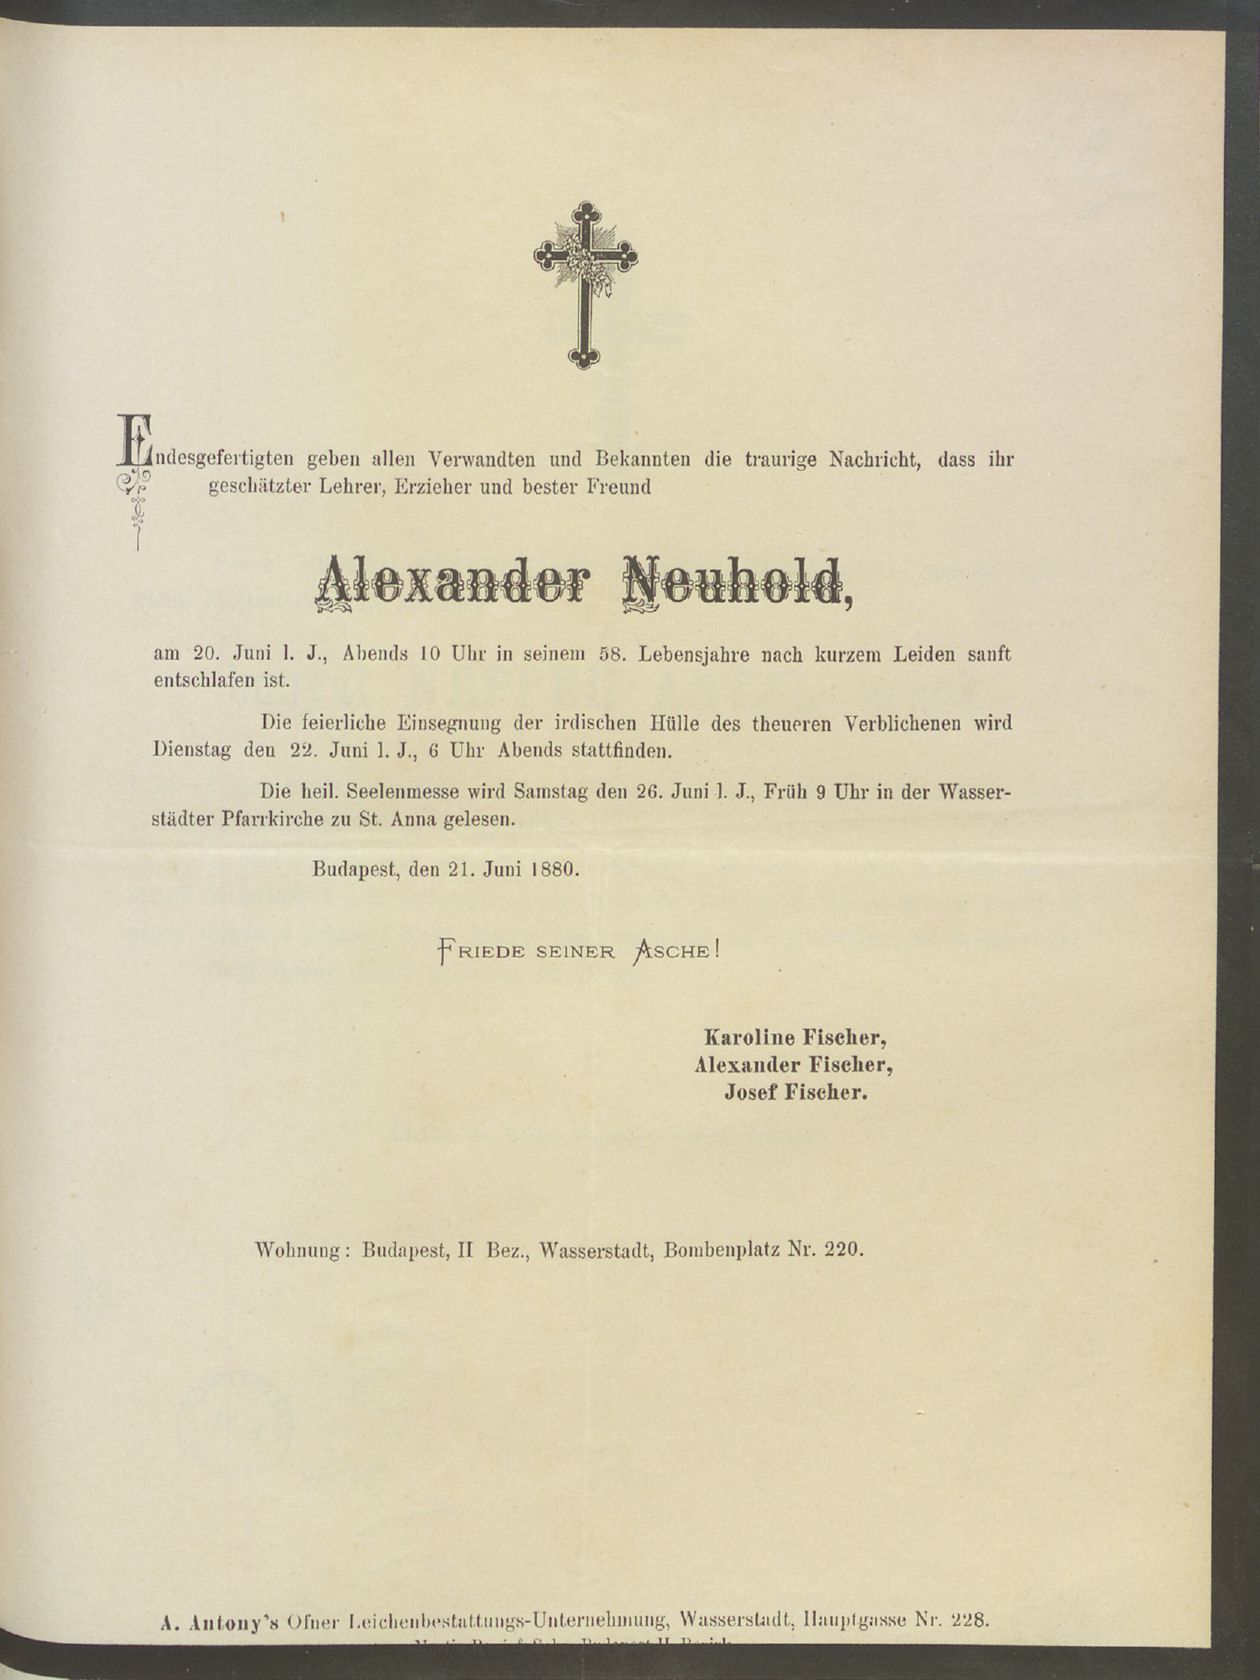 Endesgefertigten geben allen Verwandten und Bekannten die traurige Nachricht, dass ihr
geschätzter Lehrer, Erzieher und bester Freund
Alexander Neuhold,
am 20. Juni l. J., Abends 10 Uhr in seinem 58. Lebensjahre nach kurzem Leiden sanft
entschlafen ist.
Die feierliche Einsegnung der irdischen Hülle des theueren Verblichenen wird
Dienstag den 22. Juni l. J., 6 Uhr Abends stattfinden.
Die heil. Seelenmesse wird Samstag den 26. Juni l. J., Früh 9 Uhr in der Wasser-
städter Pfarrkirche zu St. Anna gelesen.
Budapest, den 21. Juni 1880.
FRIEDE SEINER ASCHE!
Karoline Fischer,
Alexander Fischer,
Josef Fischer.
Wohnung: Budapest, II Bez., Wasserstadt, Bombenplatz Nr. 220.
A. Antony's Ofner Leichenbestattungs-Unternehmung, Wasserstadt, Hauptgasse Nr. 228.